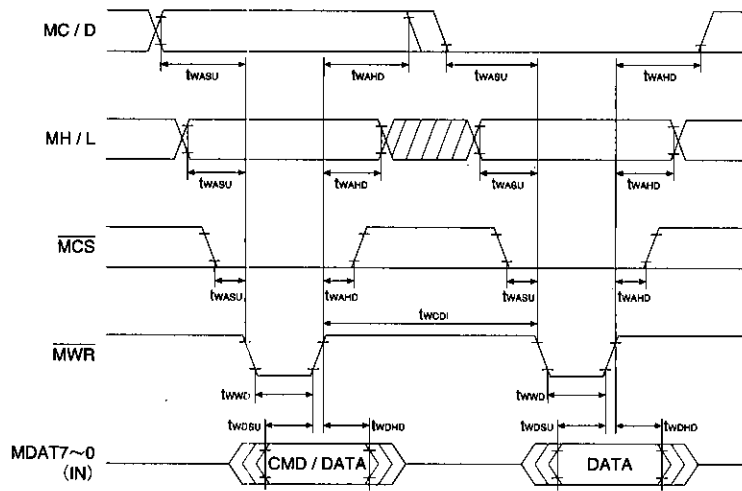 MC / D
tWASU tWAHD tWASU tWAHD
MH / L
tWASU tWAHD tWASU tWAHD
MCS
tWASU tWAHD tWASU tWAHD
tWCDI
MWR
tWWD tWWD
tWDSU tWDHD tWDSU tWDHD
MDAT7~0
(IN)
CMD / DATA DATA